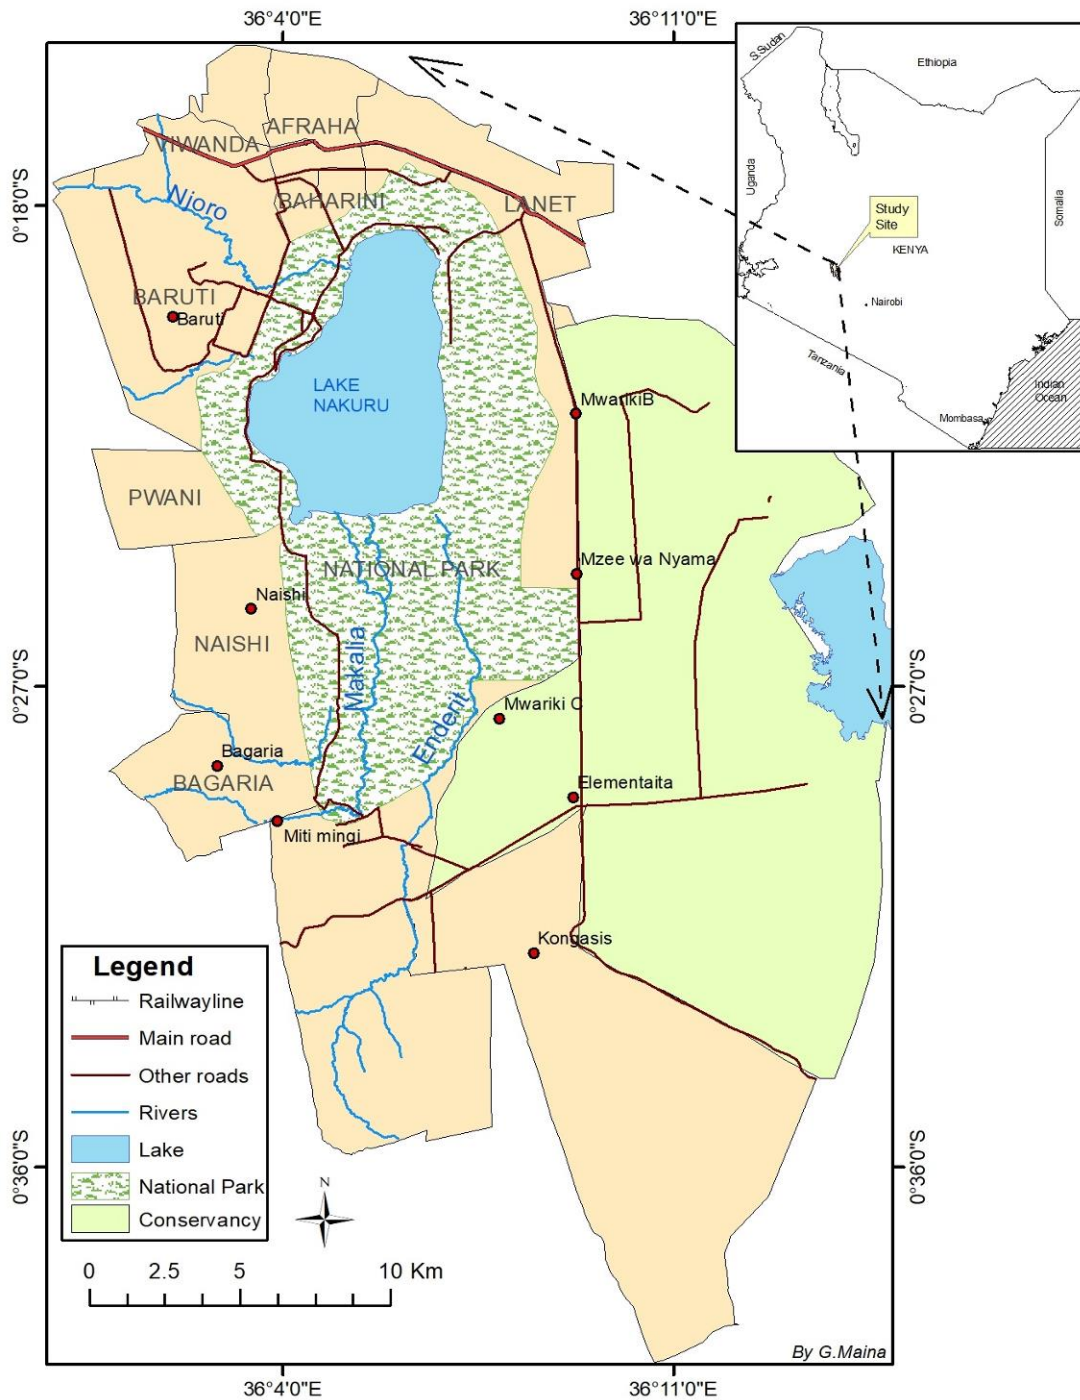 36°4'0"E
36°11'0"E
S.Sudan
Ethiopia
Uganda
Somalia
Study
Site
KENYA
Nairobi
Tanzania
Mombasa
Indian
Ocean
0°18'0"S
VIWANDA
AFRAHA
BAHARINI
LANET
Njoro
BARUTI
Baruti
LAKE
NAKURU
MwarikiB
PWANI
Mzee wa Nyama
NATIONAL PARK
Naishi
NAISHI
Makalia
Enderit
0°27'0"S
0°27'0"S
Mwariki C
Bagaria
BAGARIA
Elementaita
Miti mingi
Kongasis
Legend
Railwayline
Main road
Other roads
Rivers
Lake
National Park
Conservancy
N
0°36'0"S
0°36'0"S
0 2.5 5 10 Km
By G.Maina
36°4'0"E
36°11'0"E